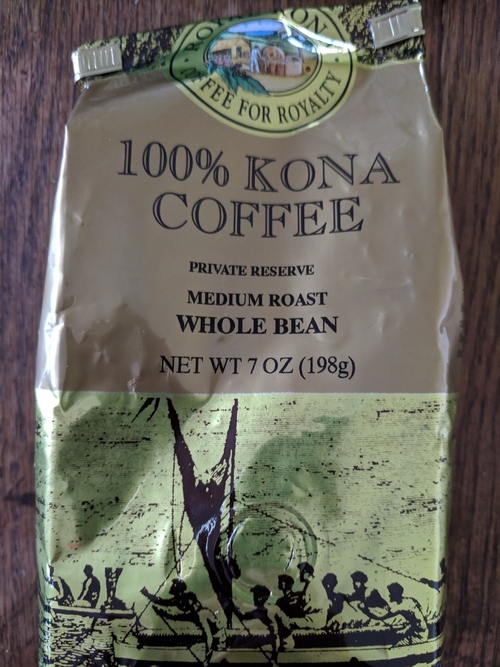 COFFEE FOR ROYALTY
100% KONA
COFFEE
PRIVATE RESERVE
MEDIUM ROAST
WHOLE BEAN
NET WT 7 OZ (198g)